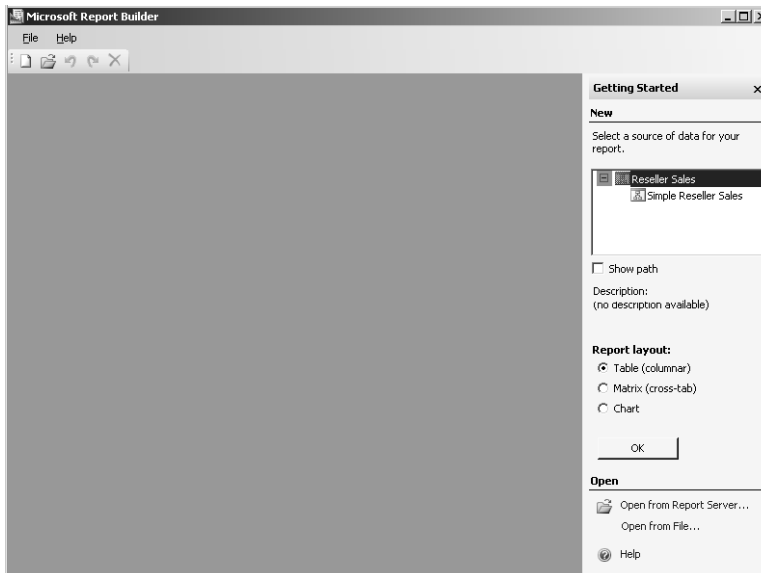 Microsoft Report Builder
File Help
Getting Started
New
Select a source of data for your
report.
Reseller Sales
Simple Reseller Sales
Show path
Description:
(no description available)
Report layout:
Table (columnar)
Matrix (cross-tab)
Chart
OK
Open
Open from Report Server...
Open from File...
Help